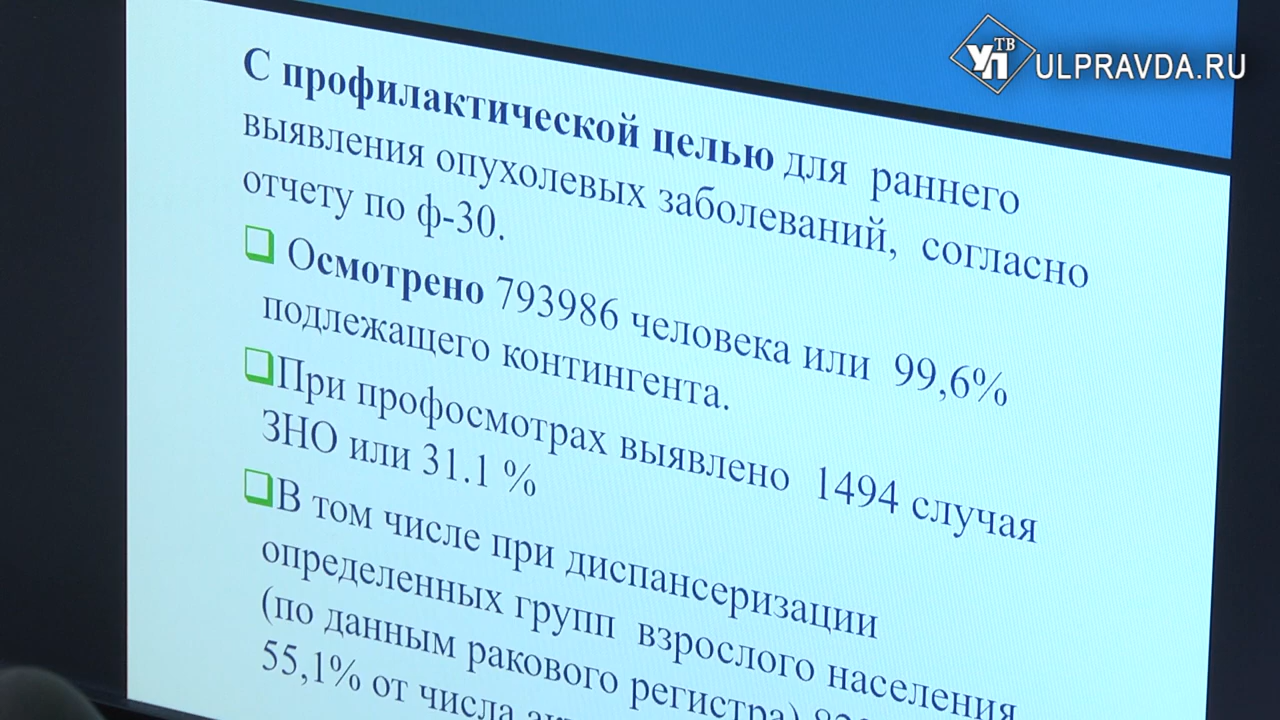 УП ТВ ULPRAVDA.RU
С профилактической целью для раннего
выявления опухолевых заболеваний, согласно
отчету по ф-30.
Осмотрено 793986 человека или 99,6%
подлежащего контингента.
При профосмотрах выявлено 1494 случая
ЗНО или 31.1 %
В том числе при диспансеризации
определенных групп взрослого населения
(по данным ракового регистра)
55,1% от числа